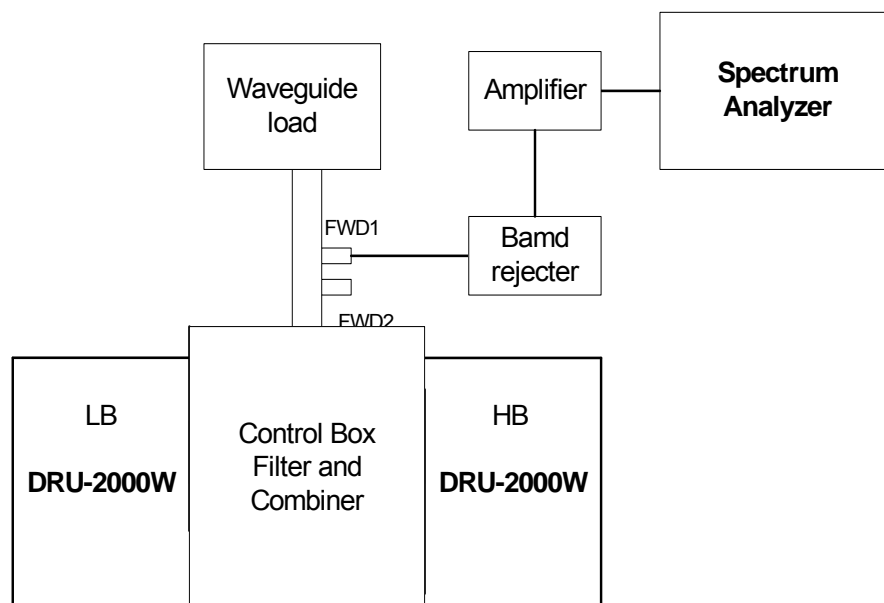 Waveguide
load
Amplifier
Spectrum
Analyzer
FWD1
Bamd
rejecter
FWD2
LB
DRU-2000W
Control Box
Filter and
Combiner
HB
DRU-2000W